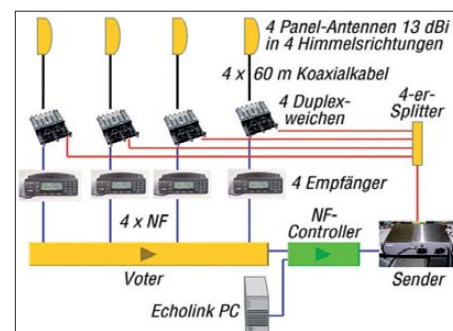 4 Panel-Antennen 13 dBi
in 4 Himmelsrichtungen
4 x 60 m Koaxialkabel
4 Duplex-
weichen
4-er-
Splitter
4 Empfänger
4 x NF
NF-
Controller
Voter
Sender
Echolink PC